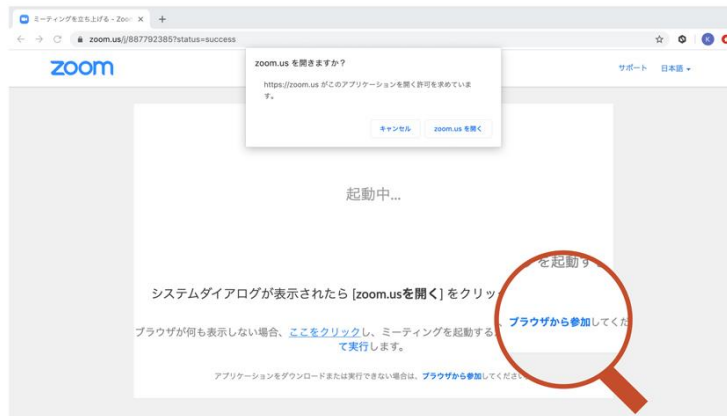 ミーティングを立ち上げる - Zoo
zoom.us/j/887792385?status=success
K
zoom
サポート 日本語
zoom.us を開きますか？
https://zoom.us がこのアプリケーションを開く許可を求めていま
す。
キャンセル zoom.us を開く
起動中...
システムダイアログが表示されたら [zoom.usを開く] をクリッ
ブラウザが何も表示しない場合、ここをクリックし、ミーティングを起動する
て実行します。
アプリケーションをダウンロードまたは実行できない場合は、ブラウザから参加してくださ
を起動す
、ブラウザから参加してくだ